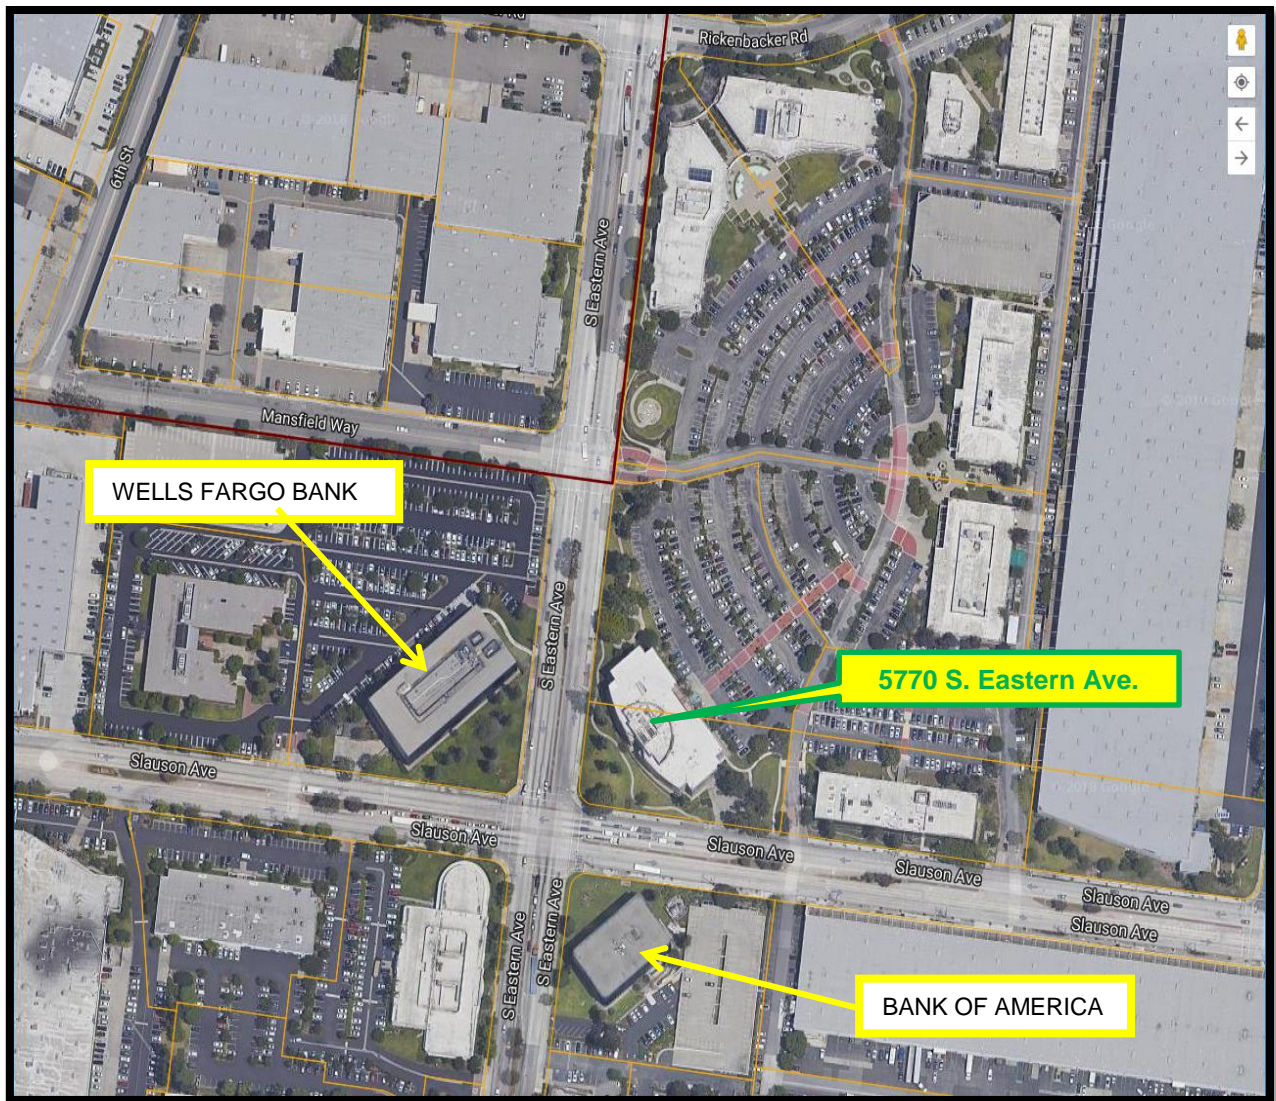 Rd
Rickenbacker Rd
6th St
S Eastern Ave
Mansfield Way
WELLS FARGO BANK
S Eastern Ave
5770 S. Eastern Ave.
Slauson Ave
Slauson Ave
Slauson Ave
Slauson Ave
Slauson Ave
Slauson Ave
S Eastern Ave
S Eastern Ave
BANK OF AMERICA